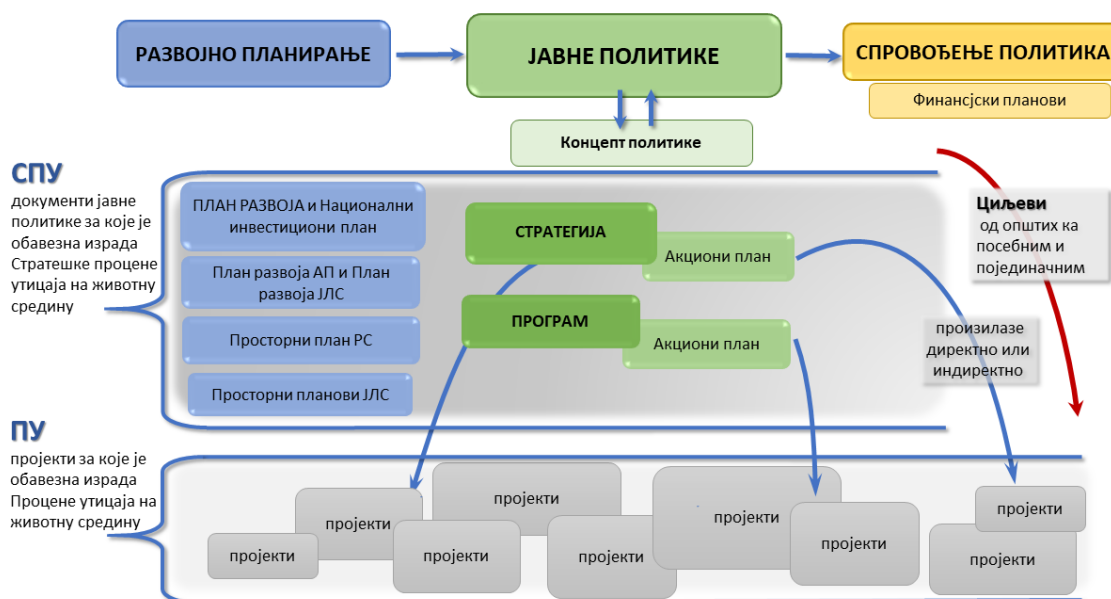 РАЗВОЈНО ПЛАНИРАЊЕ
ЈАВНЕ ПОЛИТИКЕ
СПРОВОЂЕЊЕ ПОЛИТИКА
Финансјски планови
Концепт политике
СПУ
документи јавне
политике за које је
обавезна израда
Стратешке процене
утицаја на животну
средину
ПЛАН РАЗВОЈА и Национални
инвестициони план
План развоја АП и План
развоја ЈЛС
Просторни план РС
Просторни планови ЈЛС
СТРАТЕГИЈА
Акциони план
ПРОГРАМ
Акциони план
Циљеви
од општих ка
посебним и
појединачним
произилазе
директно или
индиректно
ПУ
пројекти за које је
обавезна израда
Процене утицаја на
животну средину
пројекти
пројекти
пројекти
пројекти
пројекти
пројекти
пројекти
пројекти
пројекти